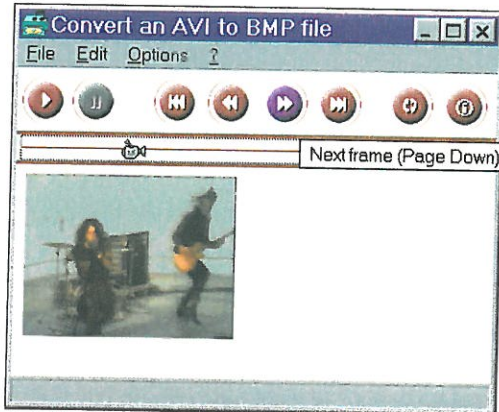 Convert an AVI to BMP file
File Edit Options ?
Next frame (Page Down)